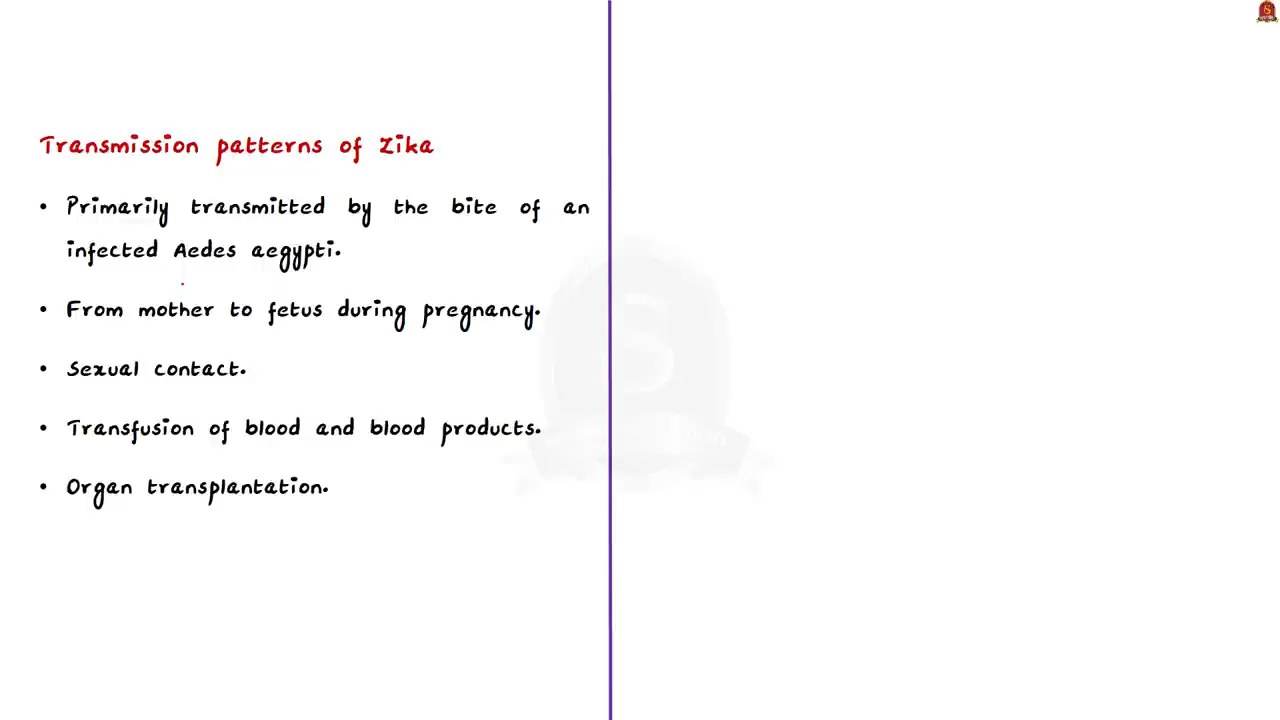 Transmission patterns of Zika
• Primarily transmitted by the bite of an
infected Aedes aegypti.
• From mother to fetus during pregnancy.
• Sexual contact.
• Transfusion of blood and blood products.
• Organ transplantation.